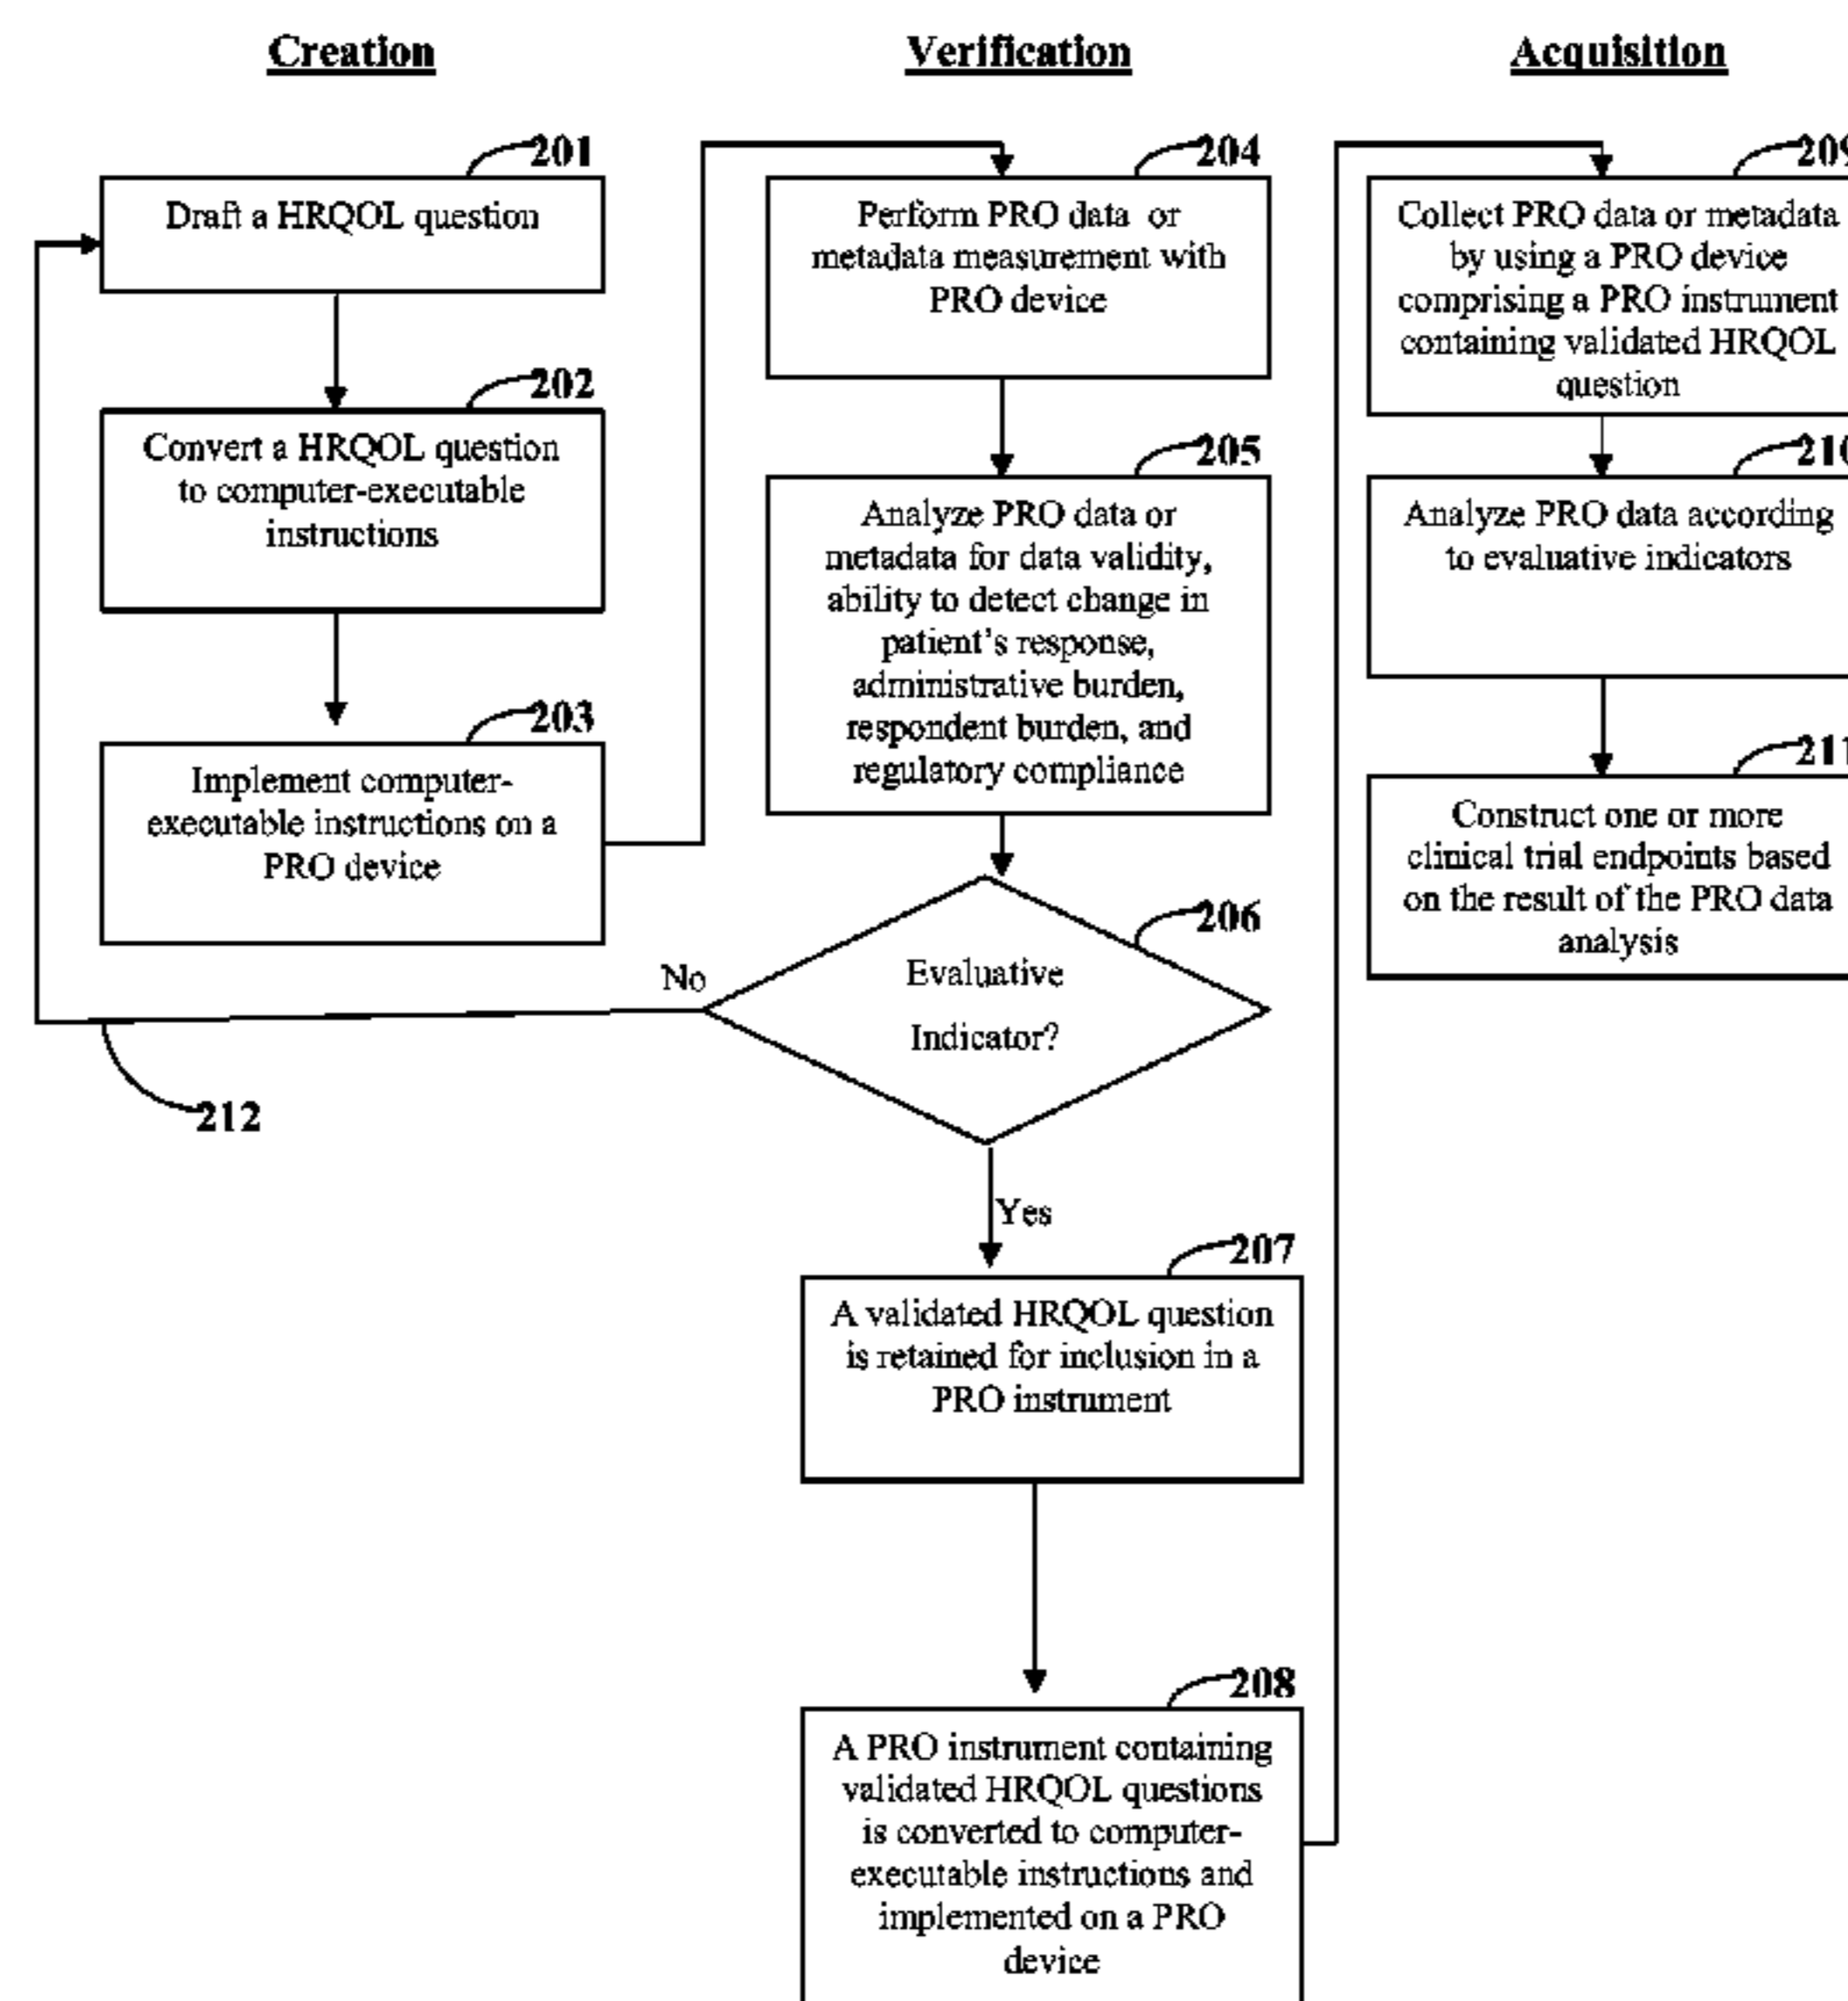 Creation
201
Draft a HRQOL question
202
Convert a HRQOL question
to computer-executable
instructions
203
Implement computer-
executable instructions on a
PRO device
212
Verification
204
Perform PRO data or
metadata measurement with
PRO device
205
Analyze PRO data or
metadata for data validity,
ability to detect change in
patient's response,
administrative burden,
respondent burden, and
regulatory compliance
206
Evaluative
Indicator?
No
Yes
207
A validated HRQOL question
is retained for inclusion in a
PRO instrument
208
A PRO instrument containing
validated HRQOL questions
is converted to computer-
executable instructions and
implemented on a PRO
device
Acquisition
209
Collect PRO data or metadata
by using a PRO device
comprising a PRO instrument
containing validated HRQOL
question
210
Analyze PRO data according
to evaluative indicators
211
Construct one or more
clinical trial endpoints based
on the result of the PRO data
analysis